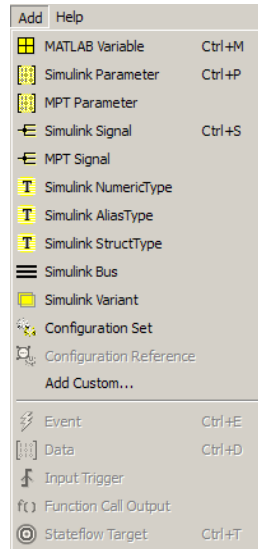 Add Help
MATLAB Variable Ctrl+M
Simulink Parameter Ctrl+P
MPT Parameter
Simulink Signal Ctrl+S
MPT Signal
T Simulink NumericType
T Simulink AliasType
T Simulink StructType
Simulink Bus
Simulink Variant
Configuration Set
Configuration Reference
Add Custom...
Event Ctrl+E
Data Ctrl+D
Input Trigger
f() Function Call Output
Stateflow Target Ctrl+T